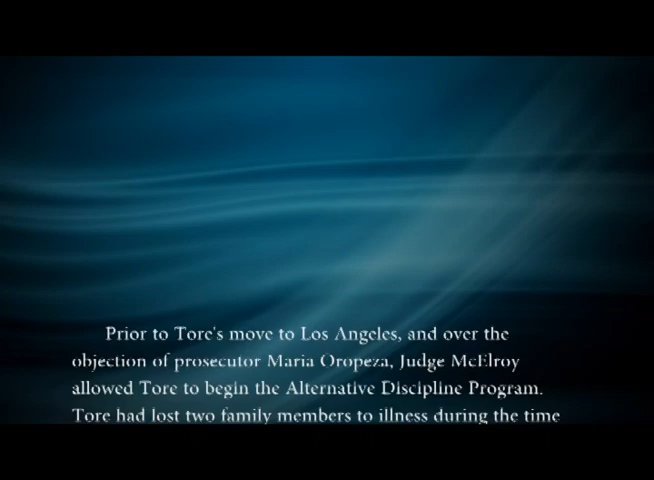 Prior to Tore's move to Los Angeles, and over the
objection of prosecutor Maria Oropeza, Judge McElroy
allowed Tore to begin the Alternative Discipline Program.
Tore had lost two family members to illness during the time